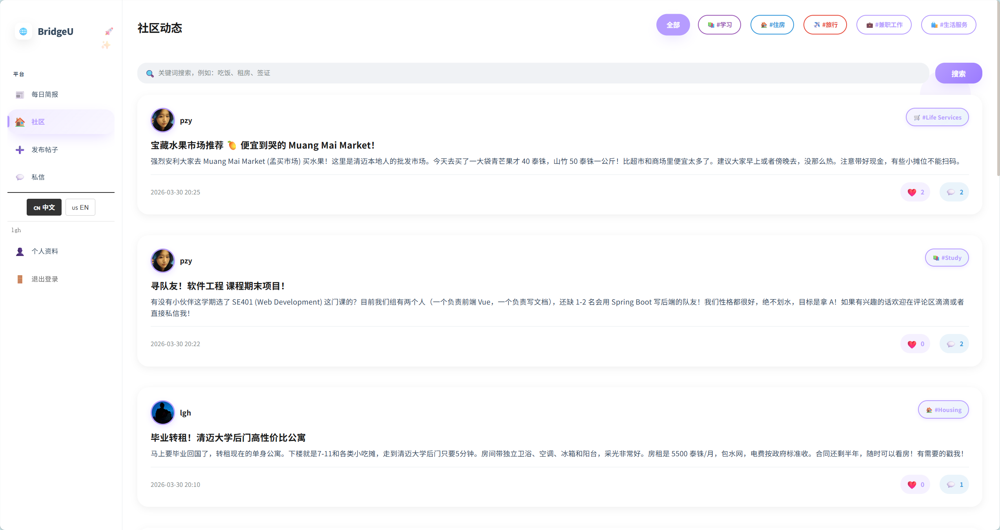 BridgeU
平台
每日简报
社区
发布帖子
私信
CN 中文
us EN
lgh
个人资料
退出登录
社区动态
全部
#学习
#住房
#旅行
#兼职工作
#生活服务
关键词搜索，例如：吃饭、租房、签证
搜索
pzy
#Life Services
宝藏水果市场推荐 🥭 便宜到哭的 Muang Mai Market！
强烈安利大家去 Muang Mai Market (孟买市场) 买水果！这里是清迈本地人的批发市场。今天去买了一大袋青芒果才 40 泰铢，山竹 50 泰铢一公斤！比超市和商场里便宜太多了。建议大家早上或者傍晚去，没那么热。注意带好现金，有些小摊位不能扫码。
2026-03-30 20:25
2
2
pzy
#Study
寻队友！软件工程 课程期末项目！
有没有小伙伴这学期选了 SE401 (Web Development) 这门课的？目前我们组有两个人（一个负责前端 Vue，一个负责写文档），还缺 1-2 名会用 Spring Boot 写后端的队友！我们性格都很好，绝不划水，目标是拿 A！如果有兴趣的话欢迎在评论区滴滴或者
直接私信我！
2026-03-30 20:22
0
2
lgh
#Housing
毕业转租！清迈大学后门高性价比公寓
马上要毕业回国了，转租现在的单身公寓。下楼就是7-11和各类小吃摊，走到清迈大学后门只要5分钟。房间带独立卫浴、空调、冰箱和阳台，采光非常好。房租是 5500 泰铢/月，包水网，电费按政府标准收。合同还剩半年，随时可以看房！有需要的戳我！
2026-03-30 20:10
0
1